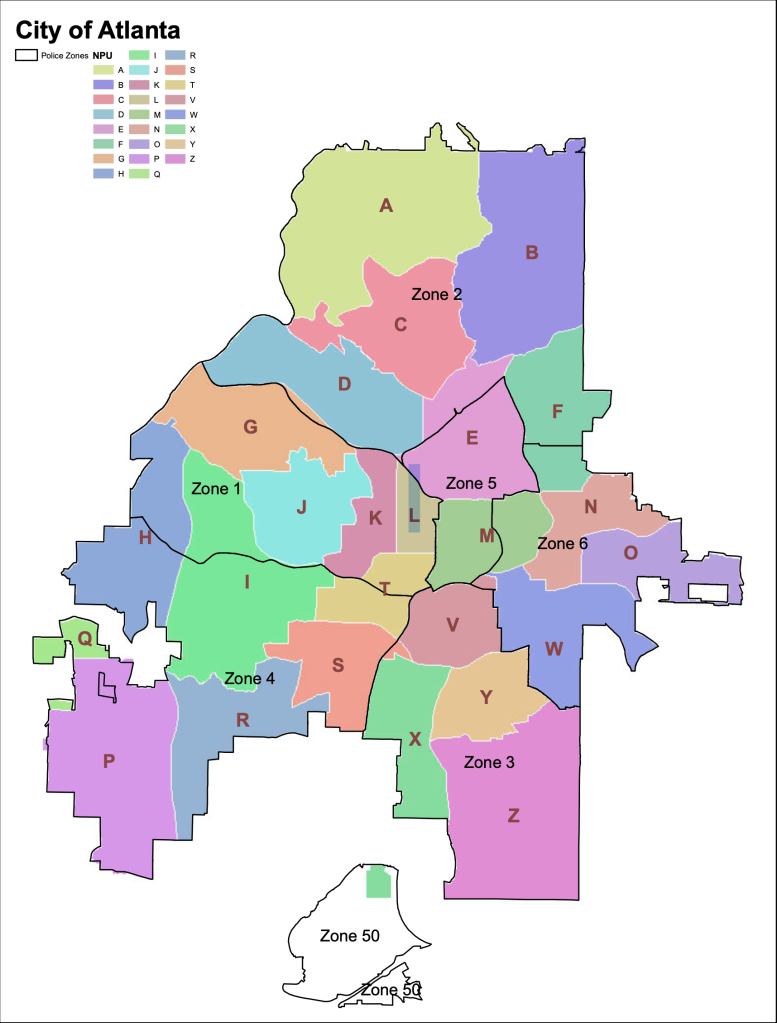 City of Atlanta
Police Zones NPU I R
A J S
B K T
C L V
D M W
E N X
F O Y
G P Z
H Q
A
B
Zone 2
C
D
F
G
E
Zone 5
Zone 1
N
J
K
L
M
H
Zone 6
O
I
T
V
Q
W
S
Zone 4
Y
R
X
P
Zone 3
Z
Zone 50
Zone 50